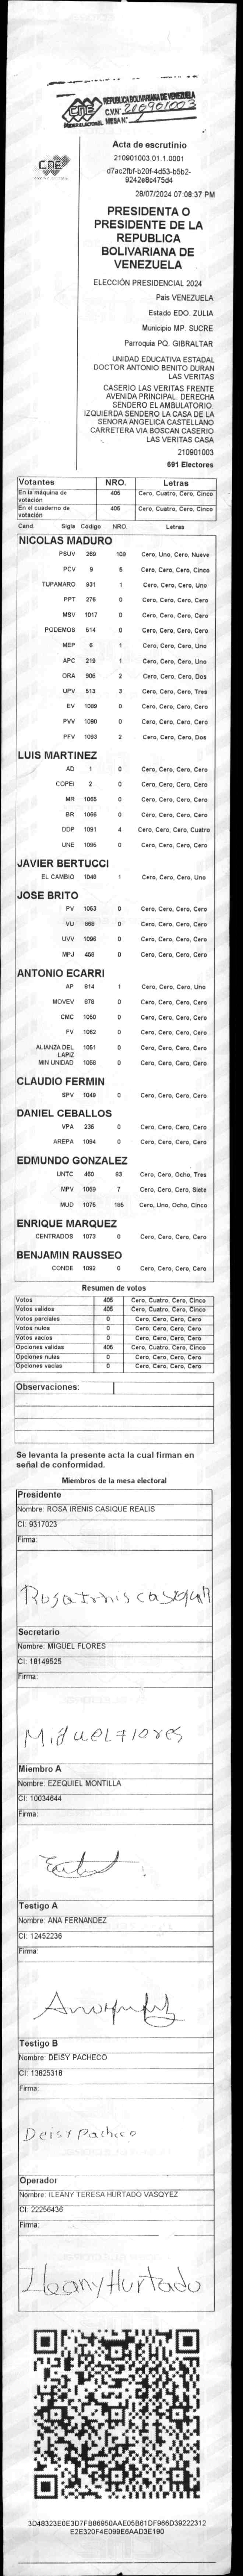 REPUBLICA BOLIVARIANA DE VENEZUELA
CNE
C.V.Nº 210901003
PODER ELECTORAL MESA Nº
Acta de escrutinio
CNE
210901003.01.1.0001
d7ac2fbf-b20f-4d53-b5b2-
9242e8c475d4
28/07/2024 07:08:37 PM
PRESIDENTA O
PRESIDENTE DE LA
REPUBLICA
BOLIVARIANA DE
VENEZUELA
ELECCIÓN PRESIDENCIAL 2024
Pais VENEZUELA
Estado EDO. ZULIA
Municipio MP. SUCRE
Parroquia PQ. GIBRALTAR
UNIDAD EDUCATIVA ESTADAL
DOCTOR ANTONIO BENITO DURAN
LAS VERITAS
CASERIO LAS VERITAS FRENTE
AVENIDA PRINCIPAL. DERECHA
SENDERO EL AMBULATORIO.
IZQUIERDA SENDERO LA CASA DE LA
SEÑORA ANGELICA CASTELLANO
CARRETERA VIA BOSCAN CASERIO
LAS VERITAS CASA
210901003
691 Electores
Votantes NRO. Letras
En la máquina de votación 405 Cero, Cuatro, Cero, Cinco
En el cuaderno de votación 405 Cero, Cuatro, Cero, Cinco
Cand. Sigla Código NRO. Letras
NICOLAS MADURO
PSUV 269 109 Cero, Uno, Cero, Nueve
PCV 9 5 Cero, Cero, Cero, Cinco
TUPAMARO 931 1 Cero, Cero, Cero, Uno
PPT 276 0 Cero, Cero, Cero, Cero
MSV 1017 0 Cero, Cero, Cero, Cero
PODEMOS 514 0 Cero, Cero, Cero, Cero
MEP 6 1 Cero, Cero, Cero, Uno
APC 219 1 Cero, Cero, Cero, Uno
ORA 906 2 Cero, Cero, Cero, Dos
UPV 513 3 Cero, Cero, Cero, Tres
EV 1089 0 Cero, Cero, Cero, Cero
PVV 1090 0 Cero, Cero, Cero, Cero
PFV 1093 2 Cero, Cero, Cero, Dos
LUIS MARTINEZ
AD 1 0 Cero, Cero, Cero, Cero
COPEI 2 0 Cero, Cero, Cero, Cero
MR 1065 0 Cero, Cero, Cero, Cero
BR 1066 0 Cero, Cero, Cero, Cero
DDP 1091 4 Cero, Cero, Cero, Cuatro
UNE 1095 0 Cero, Cero, Cero, Cero
JAVIER BERTUCCI
EL CAMBIO 1048 1 Cero, Cero, Cero, Uno
JOSE BRITO
PV 1053 0 Cero, Cero, Cero, Cero
VU 868 0 Cero, Cero, Cero, Cero
UVV 1096 0 Cero, Cero, Cero, Cero
MPJ 458 0 Cero, Cero, Cero, Cero
ANTONIO ECARRI
AP 814 1 Cero, Cero, Cero, Uno
MOVEV 978 0 Cero, Cero, Cero, Cero
CMC 1050 0 Cero, Cero, Cero, Cero
FV 1062 0 Cero, Cero, Cero, Cero
ALIANZA DEL LAPIZ 1051 0 Cero, Cero, Cero, Cero
MIN UNIDAD 1068 0 Cero, Cero, Cero, Cero
CLAUDIO FERMIN
SPV 1049 0 Cero, Cero, Cero, Cero
DANIEL CEBALLOS
VPA 236 0 Cero, Cero, Cero, Cero
AREPA 1094 0 Cero, Cero, Cero, Cero
EDMUNDO GONZALEZ
UNTC 460 83 Cero, Cero, Ocho, Tres
MPV 1069 7 Cero, Cero, Cero, Siete
MUD 1075 185 Cero, Uno, Ocho, Cinco
ENRIQUE MARQUEZ
CENTRADOS 1073 0 Cero, Cero, Cero, Cero
BENJAMIN RAUSSEO
CONDE 1092 0 Cero, Cero, Cero, Cero
Resumen de votos
Votos 405 Cero, Cuatro, Cero, Cinco
Votos validos 405 Cero, Cuatro, Cero, Cinco
Votos parciales 0 Cero, Cero, Cero, Cero
Votos nulos 0 Cero, Cero, Cero, Cero
Votos vacios 0 Cero, Cero, Cero, Cero
Opciones validas 405 Cero, Cuatro, Cero, Cinco
Opciones nulas 0 Cero, Cero, Cero, Cero
Opciones vacias 0 Cero, Cero, Cero, Cero
Observaciones:
Se levanta la presente acta la cual firman en
señal de conformidad.
Miembros de la mesa electoral
Presidente
Nombre: ROSA IRENIS CASIQUE REALIS
CI: 9317023
Firma:
Rosa Irenis casique R
Secretario
Nombre: MIGUEL FLORES
CI: 18149525
Firma:
Miguel Flores
Miembro A
Nombre: EZEQUIEL MONTILLA
CI: 10034644
Firma:
Testigo A
Nombre: ANA FERNANDEZ
CI: 12452236
Firma:
Testigo B
Nombre: DEISY PACHECO
CI: 13825318
Firma:
Deisy Pacheco
Operador
Nombre: ILEANY TERESA HURTADO VASQYEZ
CI: 22256436
Firma:
Ileany Hurtado
3D48323E0E3D7FB86950AAE05B61DF966D39222312
E2E320F4E099E6AAD3E190